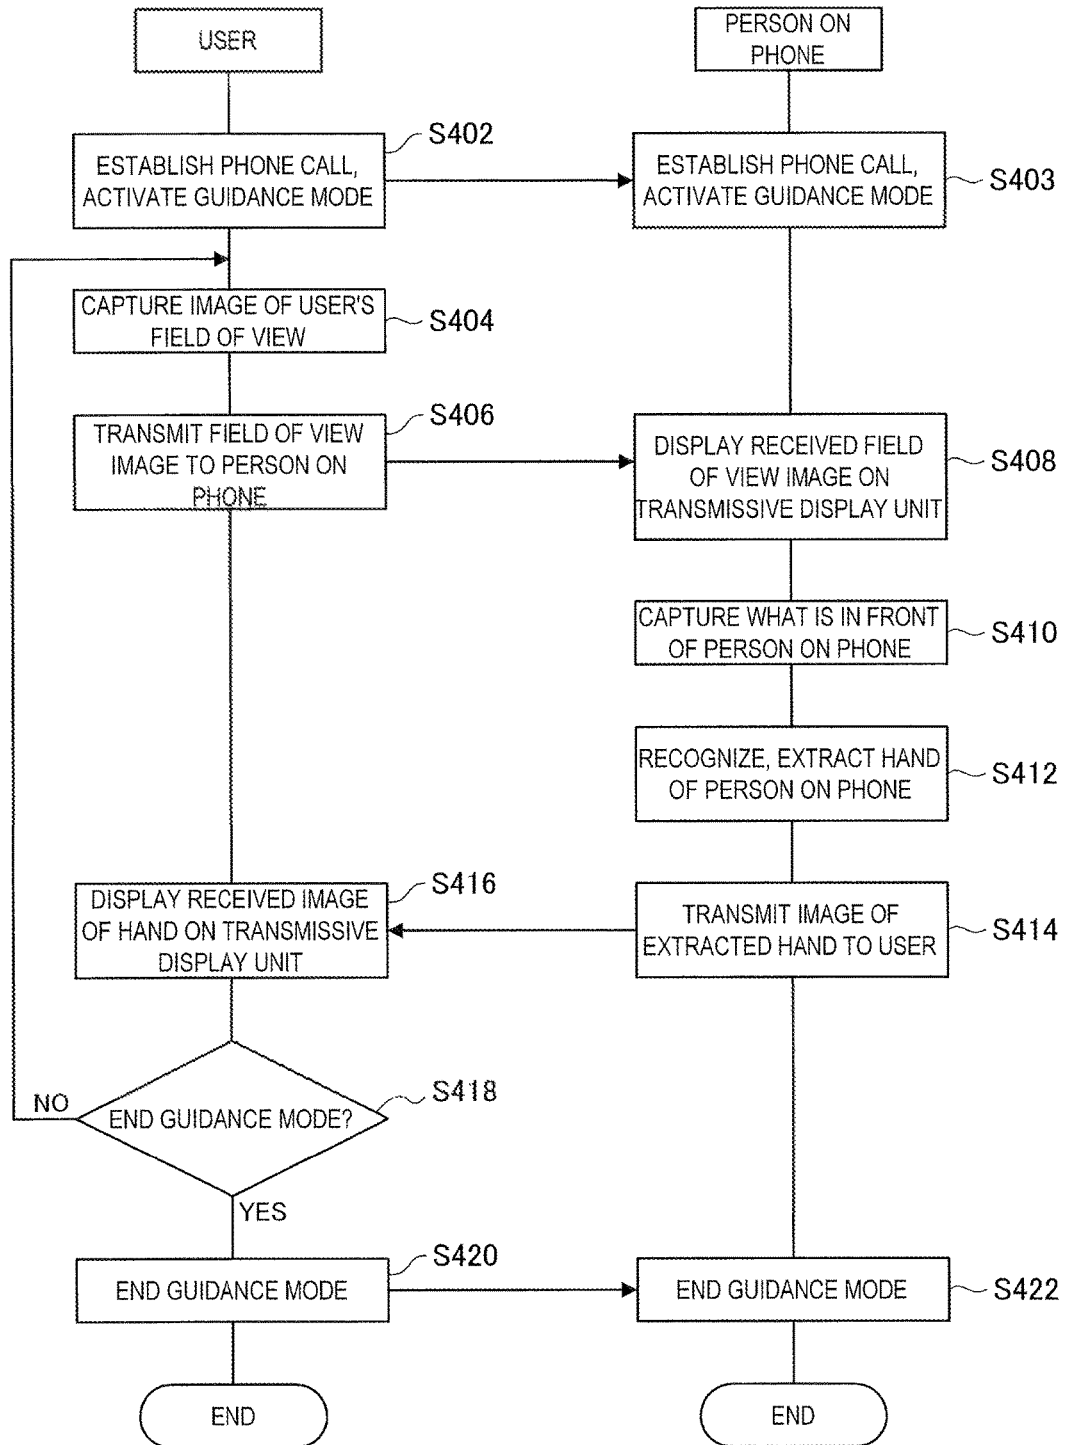 USER
PERSON ON
PHONE
S402
ESTABLISH PHONE CALL,
ACTIVATE GUIDANCE MODE
ESTABLISH PHONE CALL,
ACTIVATE GUIDANCE MODE
S403
CAPTURE IMAGE OF USER'S
FIELD OF VIEW
S404
TRANSMIT FIELD OF VIEW
IMAGE TO PERSON ON
PHONE
S406
DISPLAY RECEIVED FIELD
OF VIEW IMAGE ON
TRANSMISSIVE DISPLAY UNIT
S408
CAPTURE WHAT IS IN FRONT
OF PERSON ON PHONE
S410
RECOGNIZE, EXTRACT HAND
OF PERSON ON PHONE
S412
DISPLAY RECEIVED IMAGE
OF HAND ON TRANSMISSIVE
DISPLAY UNIT
S416
TRANSMIT IMAGE OF
EXTRACTED HAND TO USER
S414
NO
END GUIDANCE MODE?
S418
YES
END GUIDANCE MODE
S420
END GUIDANCE MODE
S422
END
END